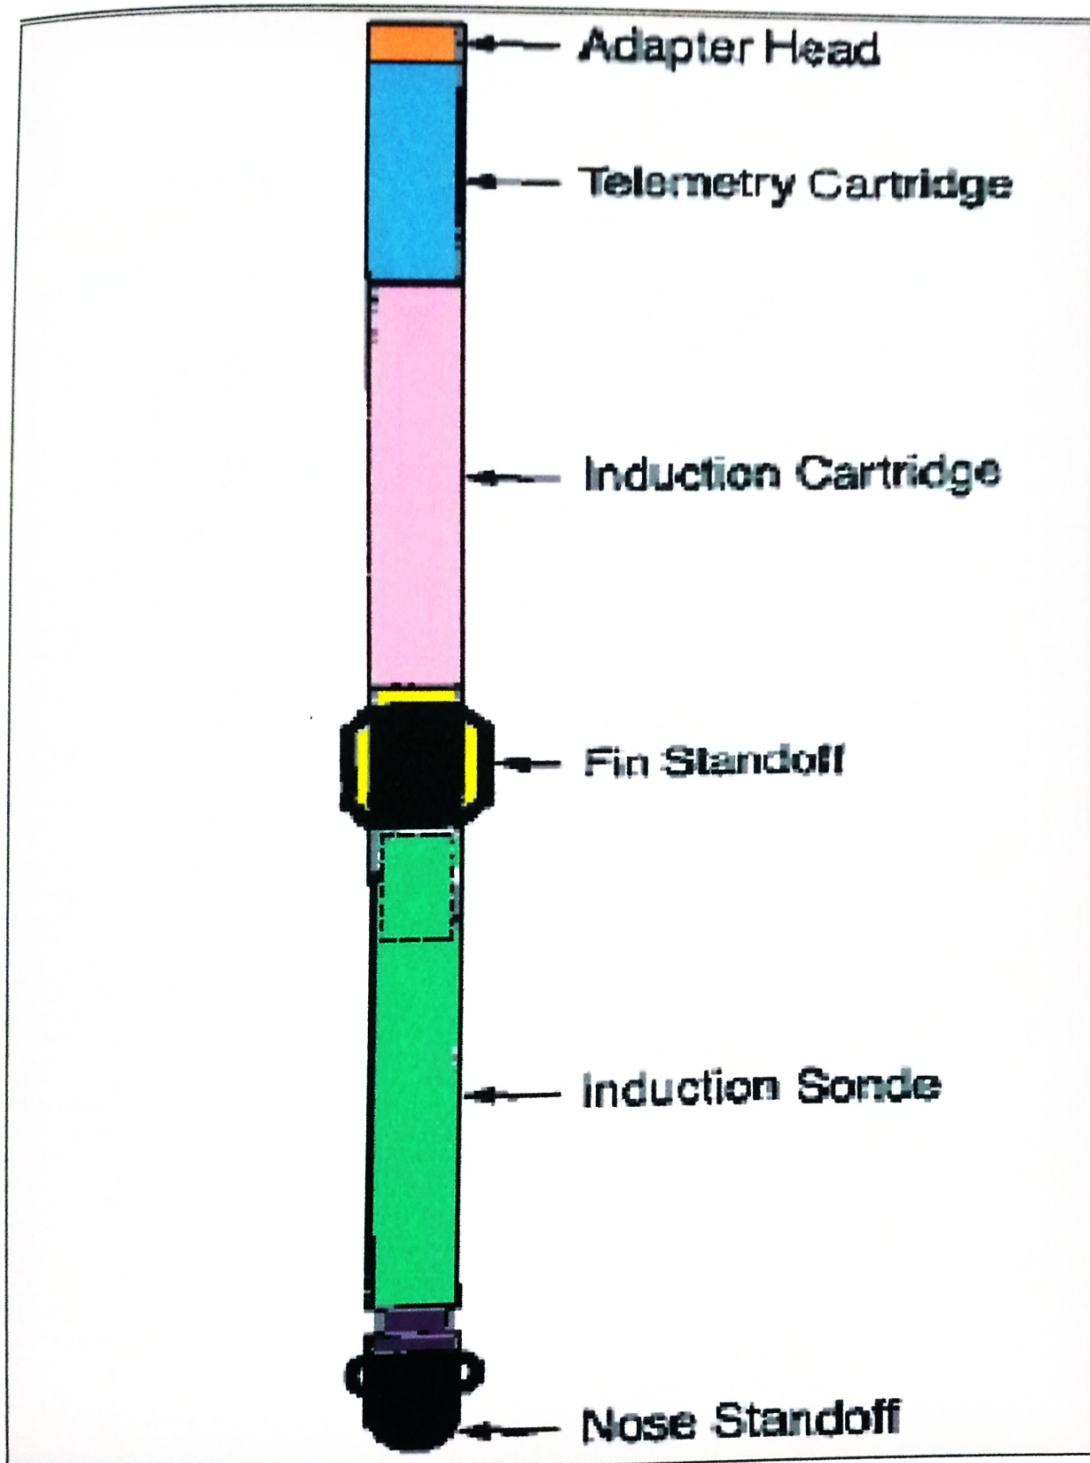 Adapter Head
Telemetry Cartridge
Induction Cartridge
Fin Standoff
Induction Sonde
Nose Standoff